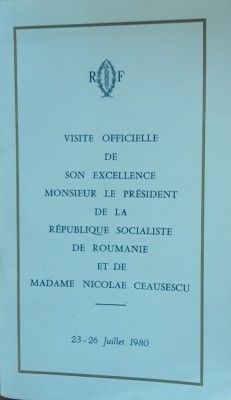 R F
VISITE OFFICIELLE
DE
SON EXCELLENCE
MONSIEUR LE PRÉSIDENT
DE LA
RÉPUBLIQUE SOCIALISTE
DE ROUMANIE
ET DE
MADAME NICOLAE CEAUSESCU
23-26 Juillet 1980